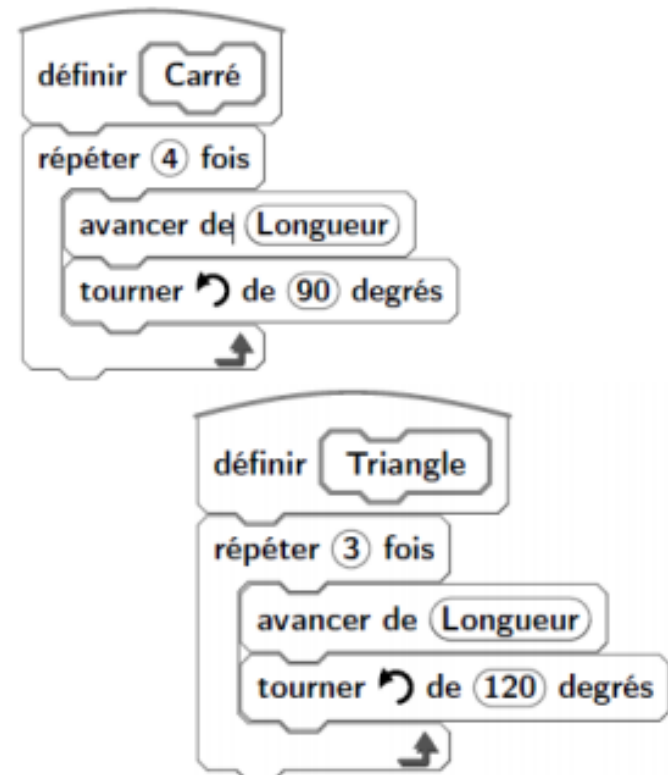 définir Carré
répéter 4 fois
avancer de Longueur
tourner de 90 degrés
définir Triangle
répéter 3 fois
avancer de Longueur
tourner de 120 degrés